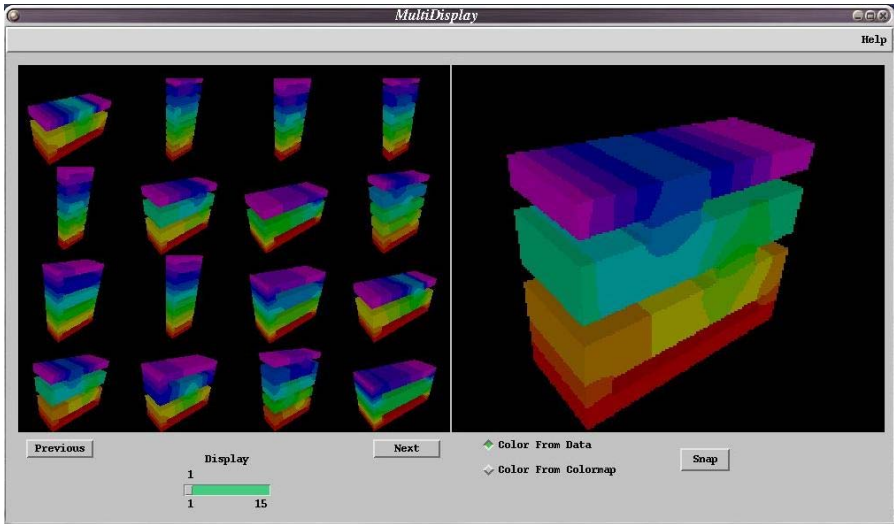 MultiDisplay
Help
Previous
Next
Display
1
1 15
Color From Data
Color From Colormap
Snap